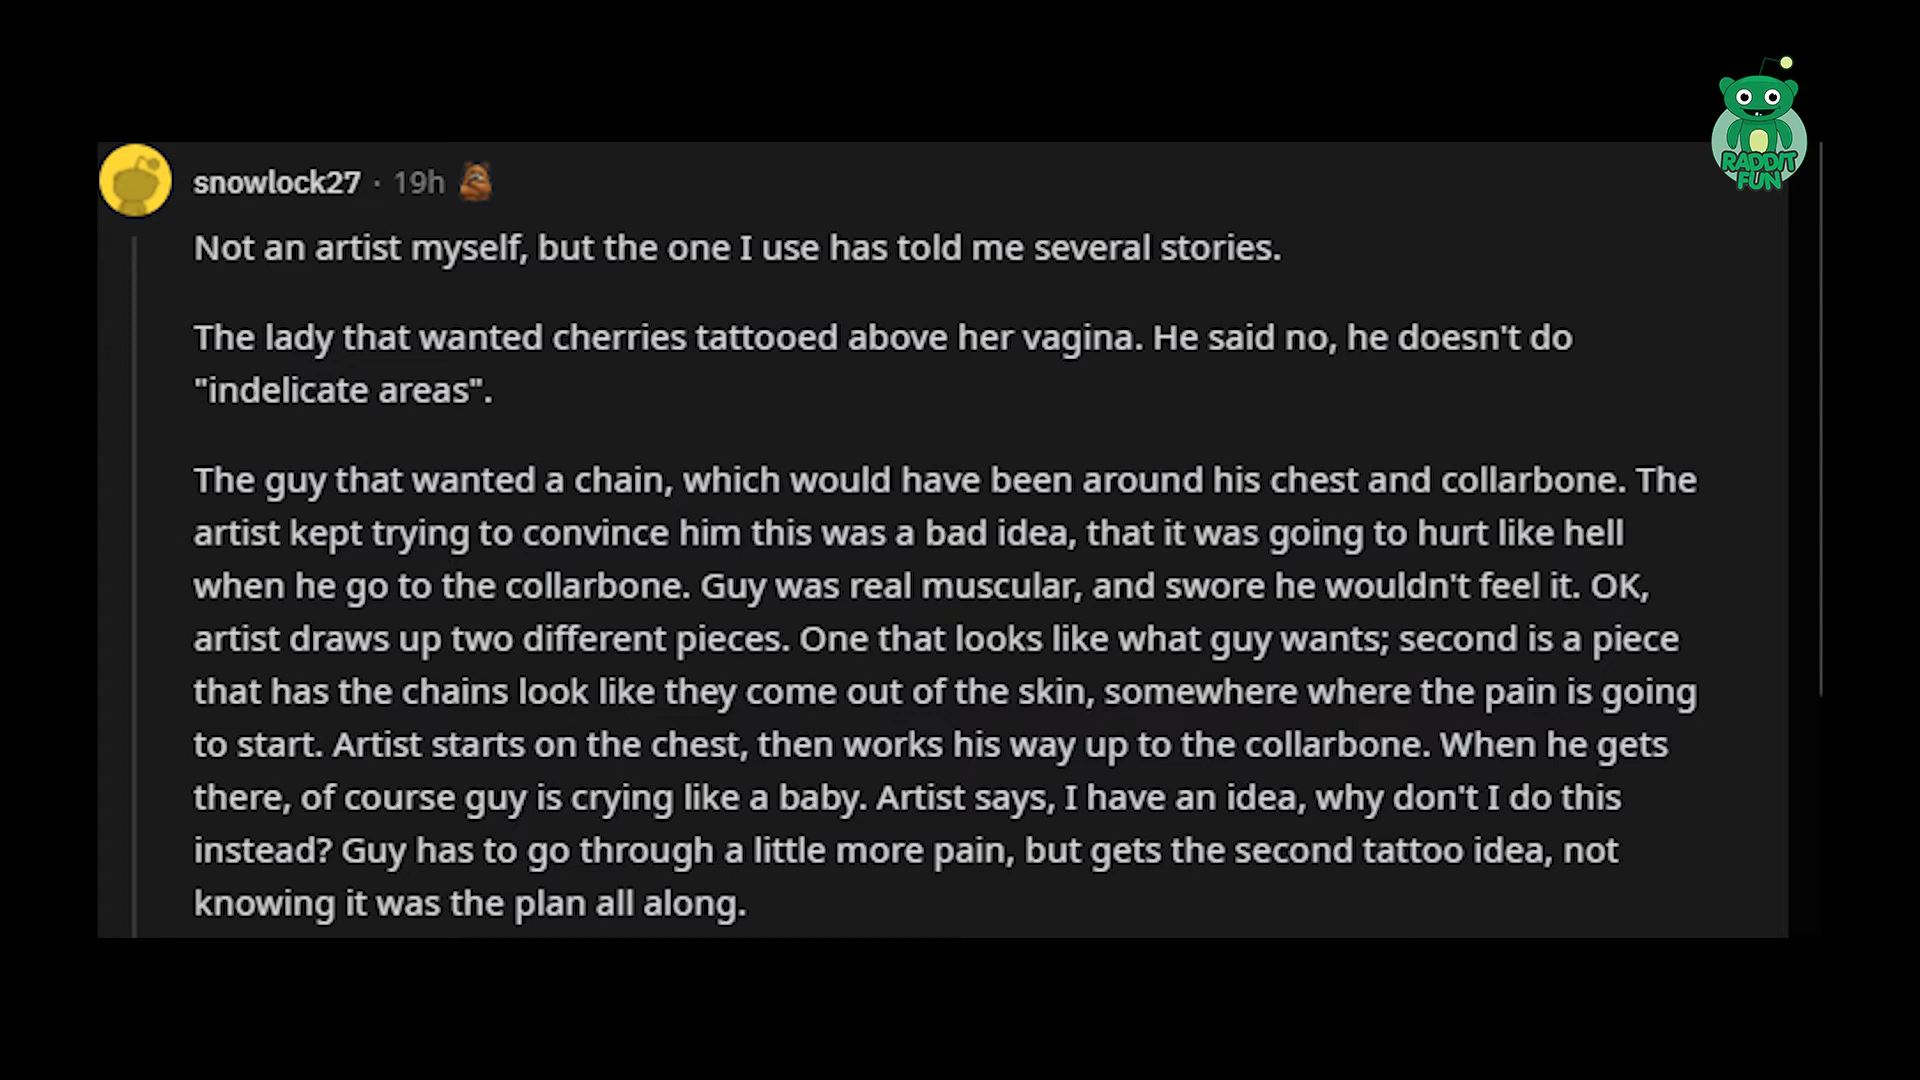 snowlock27 · 19h
RADDIT
FUN
Not an artist myself, but the one I use has told me several stories.
The lady that wanted cherries tattooed above her vagina. He said no, he doesn't do
"indelicate areas".
The guy that wanted a chain, which would have been around his chest and collarbone. The
artist kept trying to convince him this was a bad idea, that it was going to hurt like hell
when he go to the collarbone. Guy was real muscular, and swore he wouldn't feel it. OK,
artist draws up two different pieces. One that looks like what guy wants; second is a piece
that has the chains look like they come out of the skin, somewhere where the pain is going
to start. Artist starts on the chest, then works his way up to the collarbone. When he gets
there, of course guy is crying like a baby. Artist says, I have an idea, why don't I do this
instead? Guy has to go through a little more pain, but gets the second tattoo idea, not
knowing it was the plan all along.